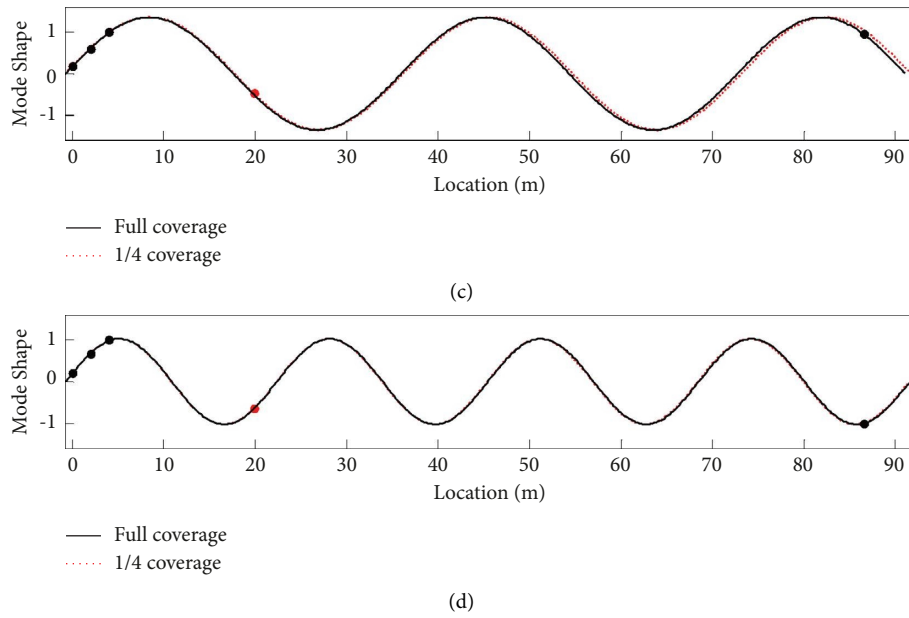 Mode Shape
1
0
-1
0 10 20 30 40 50 60 70 80 90
Location (m)
Full coverage
1/4 coverage
(c)
Mode Shape
1
0
-1
0 10 20 30 40 50 60 70 80 90
Location (m)
Full coverage
1/4 coverage
(d)